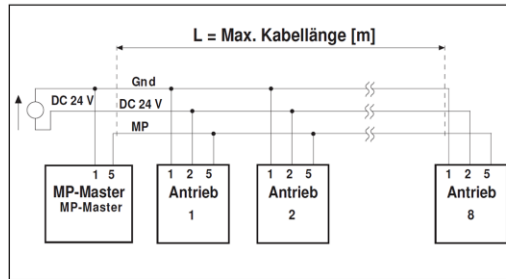 L = Max. Kabellänge [m]
Gnd
DC 24 V
DC 24 V
MP
1 5
1 2 5
1 2 5
1 2 5
MP-Master
MP-Master
Antrieb
1
Antrieb
2
Antrieb
8